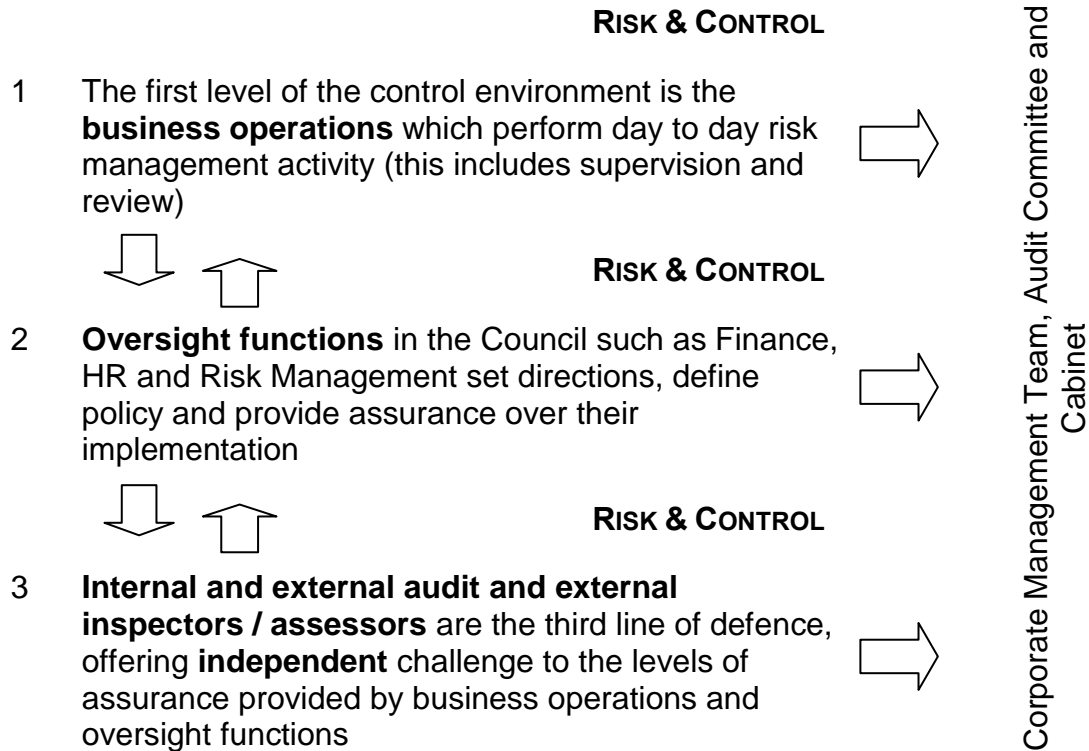 RISK & CONTROL
1 The first level of the control environment is the
business operations which perform day to day risk
management activity (this includes supervision and
review)
RISK & CONTROL
2 Oversight functions in the Council such as Finance,
HR and Risk Management set directions, define
policy and provide assurance over their
implementation
RISK & CONTROL
3 Internal and external audit and external
inspectors / assessors are the third line of defence,
offering independent challenge to the levels of
assurance provided by business operations and
oversight functions
Corporate Management Team, Audit Committee and
Cabinet